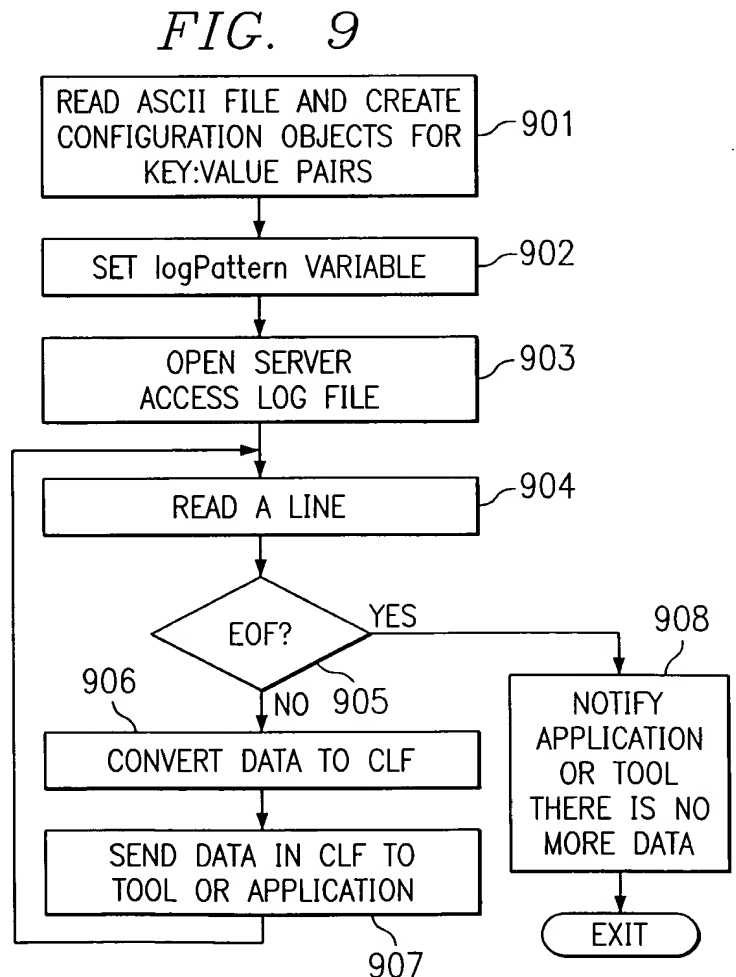 FIG. 9
READ ASCII FILE AND CREATE
CONFIGURATION OBJECTS FOR
KEY:VALUE PAIRS
901
SET logPattern VARIABLE
902
OPEN SERVER
ACCESS LOG FILE
903
READ A LINE
904
EOF?
YES
905
NO
906
CONVERT DATA TO CLF
SEND DATA IN CLF TO
TOOL OR APPLICATION
907
908
NOTIFY
APPLICATION
OR TOOL
THERE IS NO
MORE DATA
EXIT